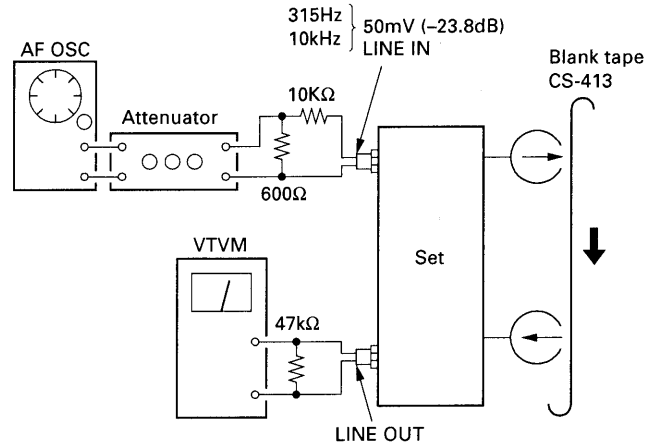 315Hz
10kHz
50mV (−23.8dB)
LINE IN
AF OSC
Blank tape
CS-413
Attenuator
10KΩ
600Ω
Set
VTVM
47kΩ
LINE OUT